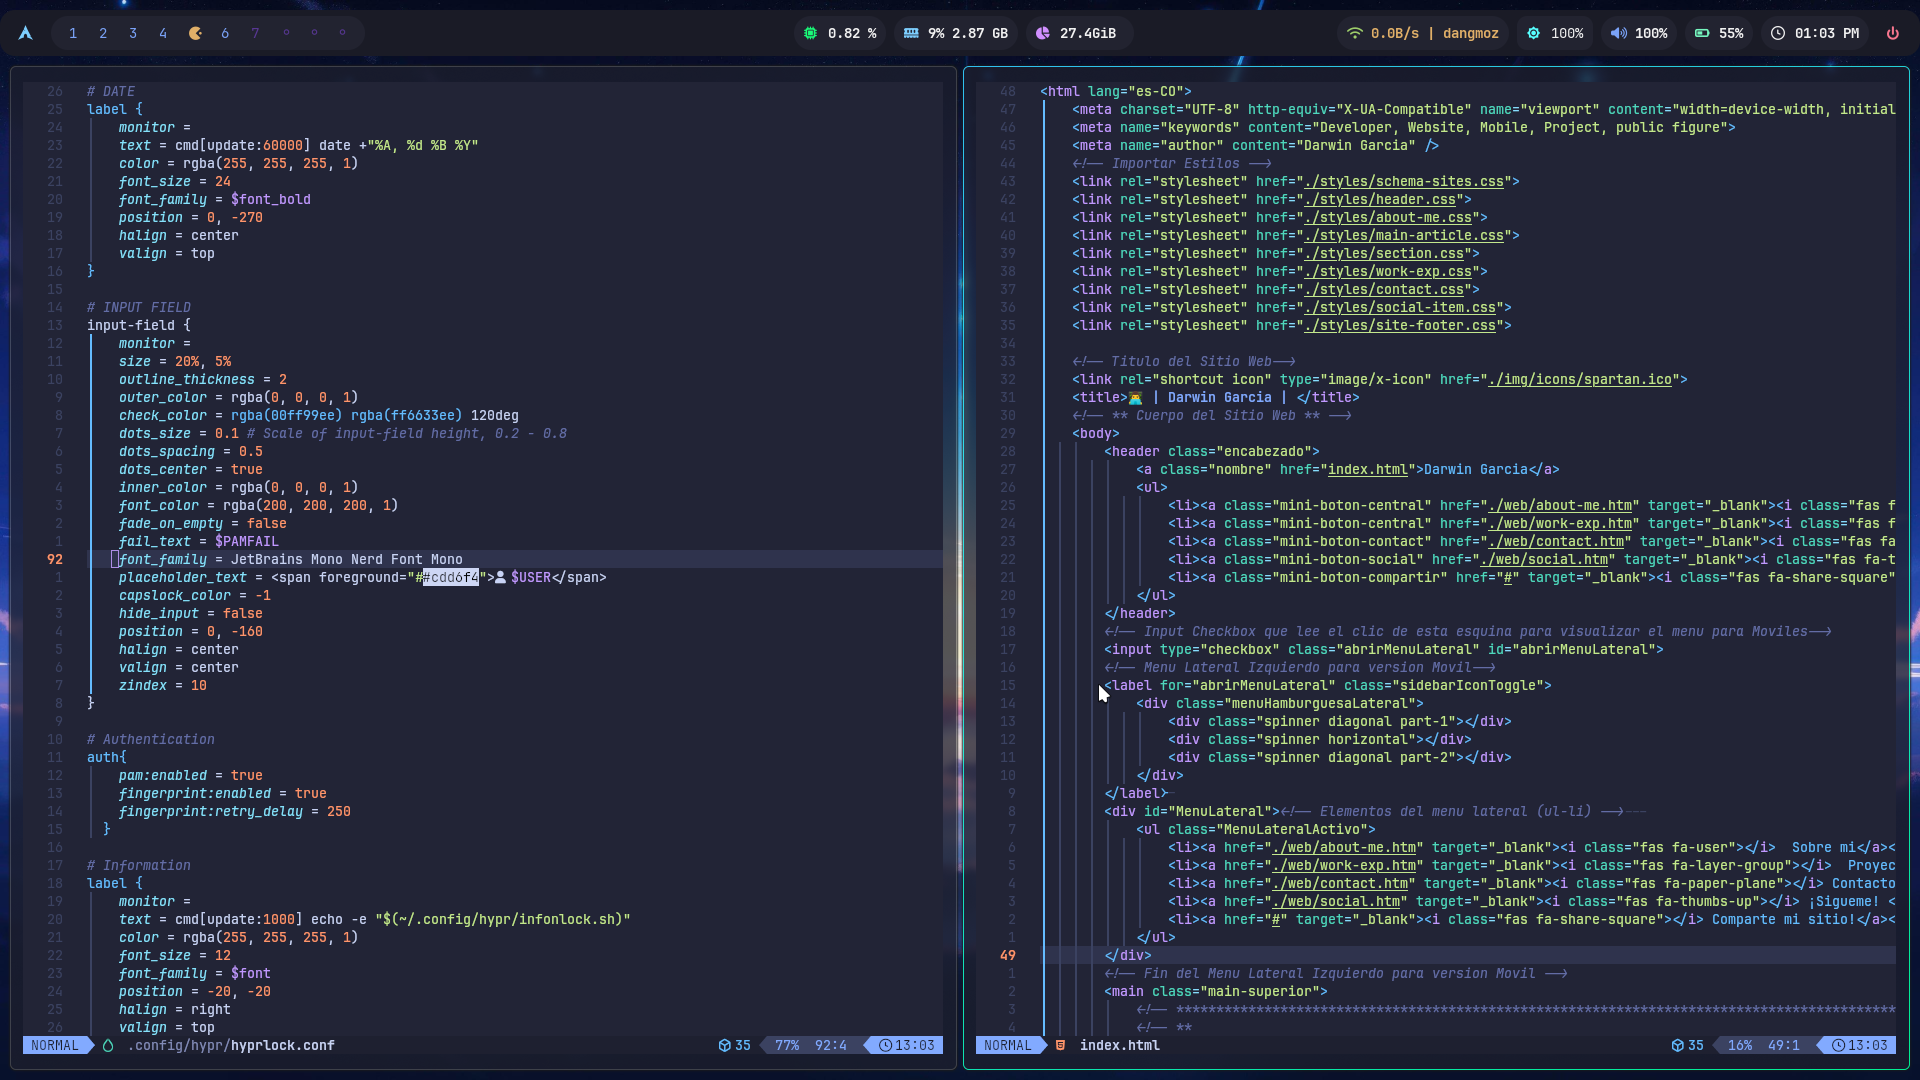 1 2 3 4 6 7
0.82 %
9% 2.87 GB
27.4GiB
0.0B/s | dangmoz
100%
100%
55%
01:03 PM
26 # DATE
25 label {
24 monitor =
23 text = cmd[update:60000] date +"%A, %d %B %Y"
22 color = rgba(255, 255, 255, 1)
21 font_size = 24
20 font_family = $font_bold
19 position = 0, -270
18 halign = center
17 valign = top
16 }
15
14 # INPUT FIELD
13 input-field {
12 monitor =
11 size = 20%, 5%
10 outline_thickness = 2
9 outer_color = rgba(0, 0, 0, 1)
8 check_color = rgba(00ff99ee) rgba(ff6633ee) 120deg
7 dots_size = 0.1 # Scale of input-field height, 0.2 - 0.8
6 dots_spacing = 0.5
5 dots_center = true
4 inner_color = rgba(0, 0, 0, 1)
3 font_color = rgba(200, 200, 200, 1)
2 fade_on_empty = false
1 fail_text = $PAMFAIL
92 font_family = JetBrains Mono Nerd Font Mono
1 placeholder_text = <span foreground="##cdd6f4">$USER</span>
2 capslock_color = -1
3 hide_input = false
4 position = 0, -160
5 halign = center
6 valign = center
7 zindex = 10
8 }
9
10 # Authentication
11 auth{
12 pam:enabled = true
13 fingerprint:enabled = true
14 fingerprint:retry_delay = 250
15 }
16
17 # Information
18 label {
19 monitor =
20 text = cmd[update:1000] echo -e "$(~/.config/hypr/infonlock.sh)"
21 color = rgba(255, 255, 255, 1)
22 font_size = 12
23 font_family = $font
24 position = -20, -20
25 halign = right
26 valign = top
NORMAL .config/hypr/hyprlock.conf 35 77% 92:4 13:03
48 <html lang="es-CO">
47 <meta charset="UTF-8" http-equiv="X-UA-Compatible" name="viewport" content="width=device-width, initial
46 <meta name="keywords" content="Developer, Website, Mobile, Project, public figure">
45 <meta name="author" content="Darwin Garcia" />
44 <!-- Importar Estilos -->
43 <link rel="stylesheet" href="./styles/schema-sites.css">
42 <link rel="stylesheet" href="./styles/header.css">
41 <link rel="stylesheet" href="./styles/about-me.css">
40 <link rel="stylesheet" href="./styles/main-article.css">
39 <link rel="stylesheet" href="./styles/section.css">
38 <link rel="stylesheet" href="./styles/work-exp.css">
37 <link rel="stylesheet" href="./styles/contact.css">
36 <link rel="stylesheet" href="./styles/social-item.css">
35 <link rel="stylesheet" href="./styles/site-footer.css">
34
33 <!-- Titulo del Sitio Web-->
32 <link rel="shortcut icon" type="image/x-icon" href="./img/icons/spartan.ico">
31 <title>👨‍💻 | Darwin Garcia | </title>
30 <!-- ** Cuerpo del Sitio Web ** -->
29 <body>
28 <header class="encabezado">
27 <a class="nombre" href="index.html">Darwin Garcia</a>
26 <ul>
25 <li><a class="mini-boton-central" href="./web/about-me.htm" target="_blank"><i class="fas f
24 <li><a class="mini-boton-central" href="./web/work-exp.htm" target="_blank"><i class="fas f
23 <li><a class="mini-boton-contact" href="./web/contact.htm" target="_blank"><i class="fas fa
22 <li><a class="mini-boton-social" href="./web/social.htm" target="_blank"><i class="fas fa-t
21 <li><a class="mini-boton-compartir" href="#" target="_blank"><i class="fas fa-share-square"
20 </ul>
19 </header>
18 <!-- Input Checkbox que lee el clic de esta esquina para visualizar el menu para Moviles-->
17 <input type="checkbox" class="abrirMenuLateral" id="abrirMenuLateral">
16 <!-- Menu Lateral Izquierdo para version Movil-->
15 <label for="abrirMenuLateral" class="sidebarIconToggle">
14 <div class="menuHamburguesaLateral">
13 <div class="spinner diagonal part-1"></div>
12 <div class="spinner horizontal"></div>
11 <div class="spinner diagonal part-2"></div>
10 </div>
9 </label>-
8 <div id="MenuLateral"><!-- Elementos del menu lateral (ul-li) -->---
7 <ul class="MenuLateralActivo">
6 <li><a href="./web/about-me.htm" target="_blank"><i class="fas fa-user"></i> Sobre mi</a><
5 <li><a href="./web/work-exp.htm" target="_blank"><i class="fas fa-layer-group"></i> Proyec
4 <li><a href="./web/contact.htm" target="_blank"><i class="fas fa-paper-plane"></i> Contacto
3 <li><a href="./web/social.htm" target="_blank"><i class="fas fa-thumbs-up"></i> ¡Sigueme! <
2 <li><a href="#" target="_blank"><i class="fas fa-share-square"></i> Comparte mi sitio!</a><
1 </ul>
49 </div>
1 <!-- Fin del Menu Lateral Izquierdo para version Movil -->
2 <main class="main-superior">
3 <!-- ******************************************************************************************
4 <!-- **
NORMAL index.html 35 16% 49:1 13:03